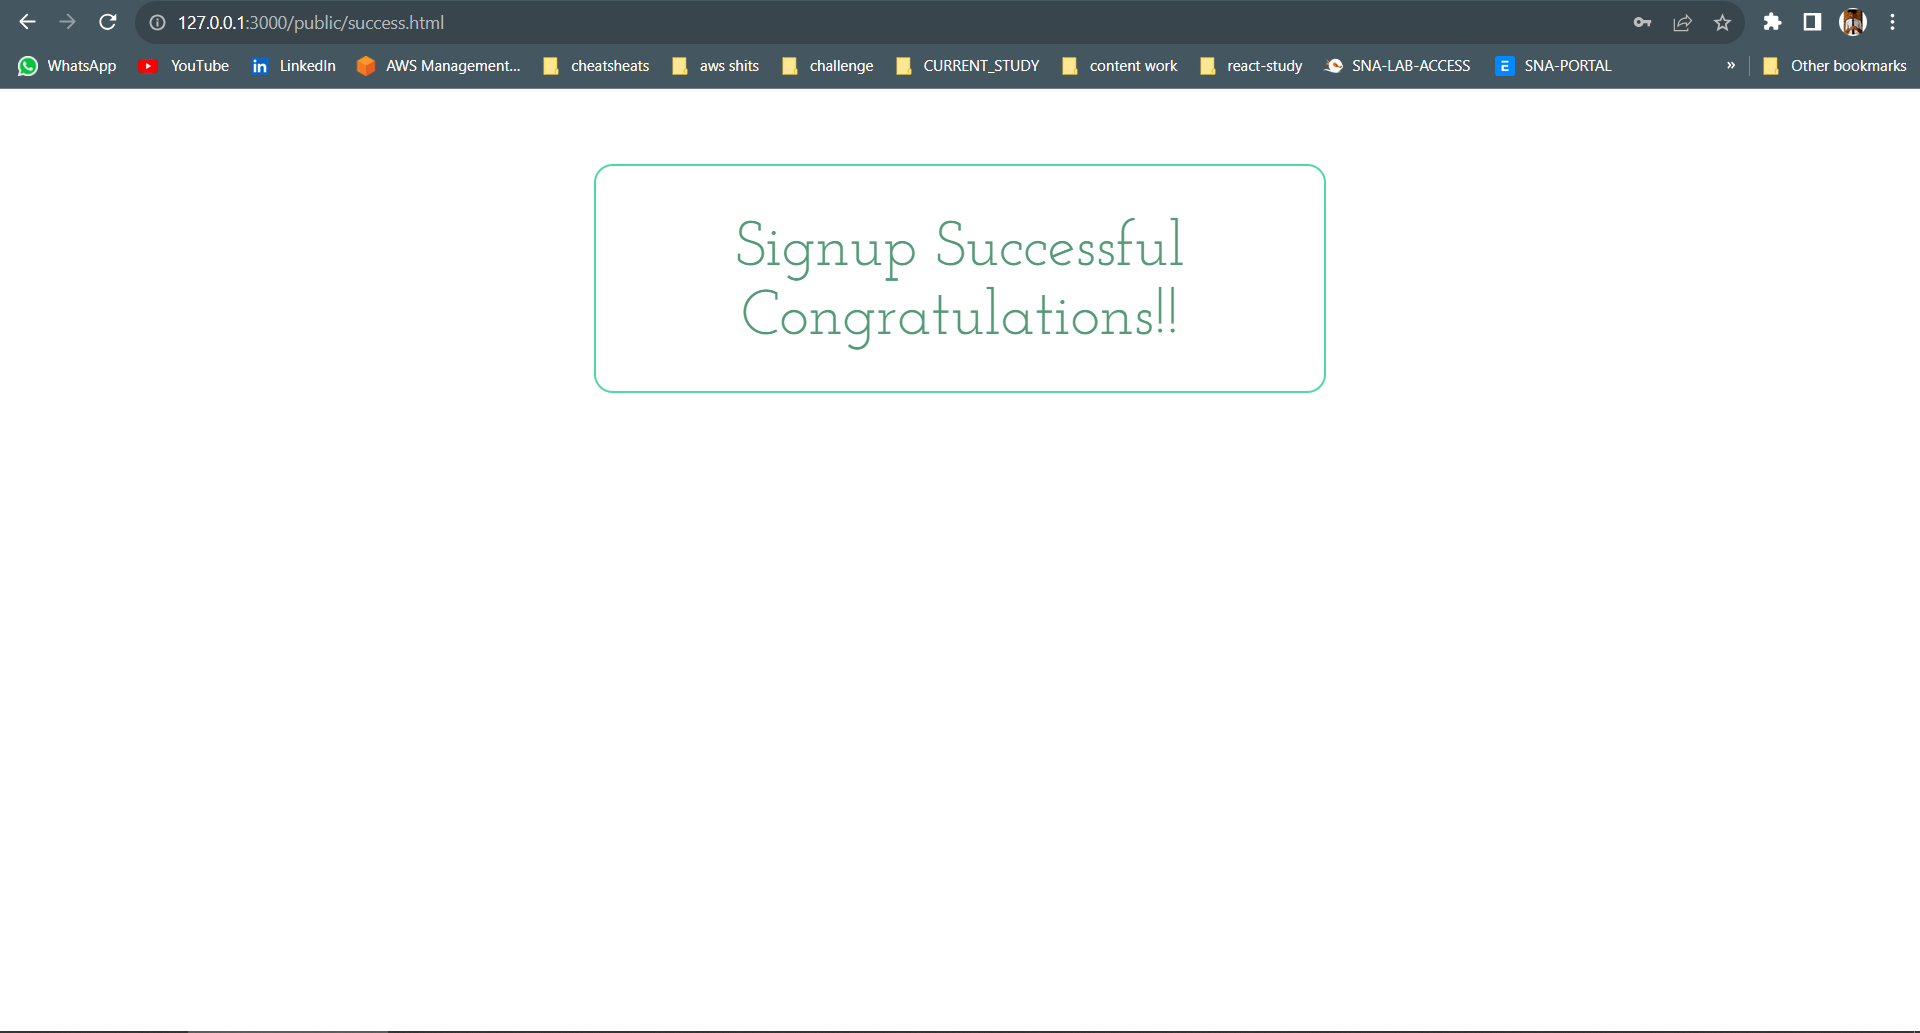 127.0.0.1:3000/public/success.html
WhatsApp YouTube LinkedIn AWS Management... cheatsheats aws shits challenge CURRENT_STUDY content work react-study SNA-LAB-ACCESS SNA-PORTAL » Other bookmarks
Signup Successful
Congratulations!!